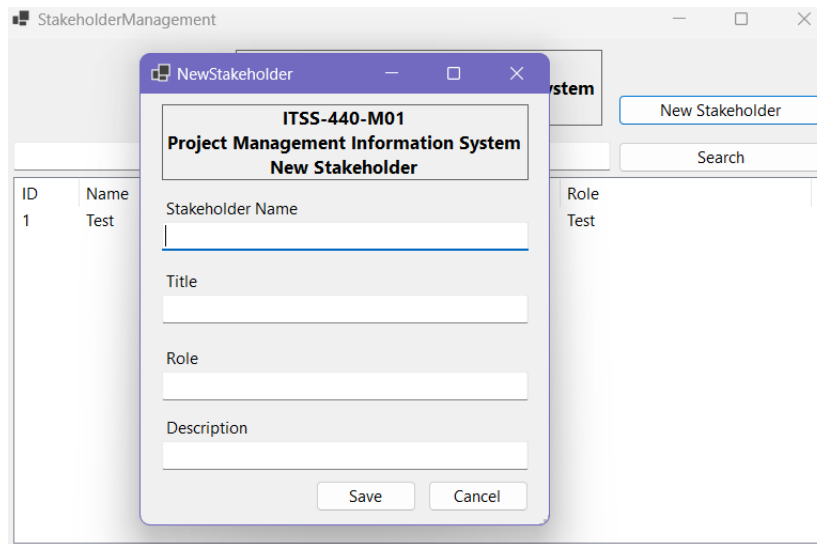 StakeholderManagement
ystem
New Stakeholder
Search
ID Name Role
1 Test Test
NewStakeholder
ITSS-440-M01
Project Management Information System
New Stakeholder
Stakeholder Name
Title
Role
Description
Save Cancel